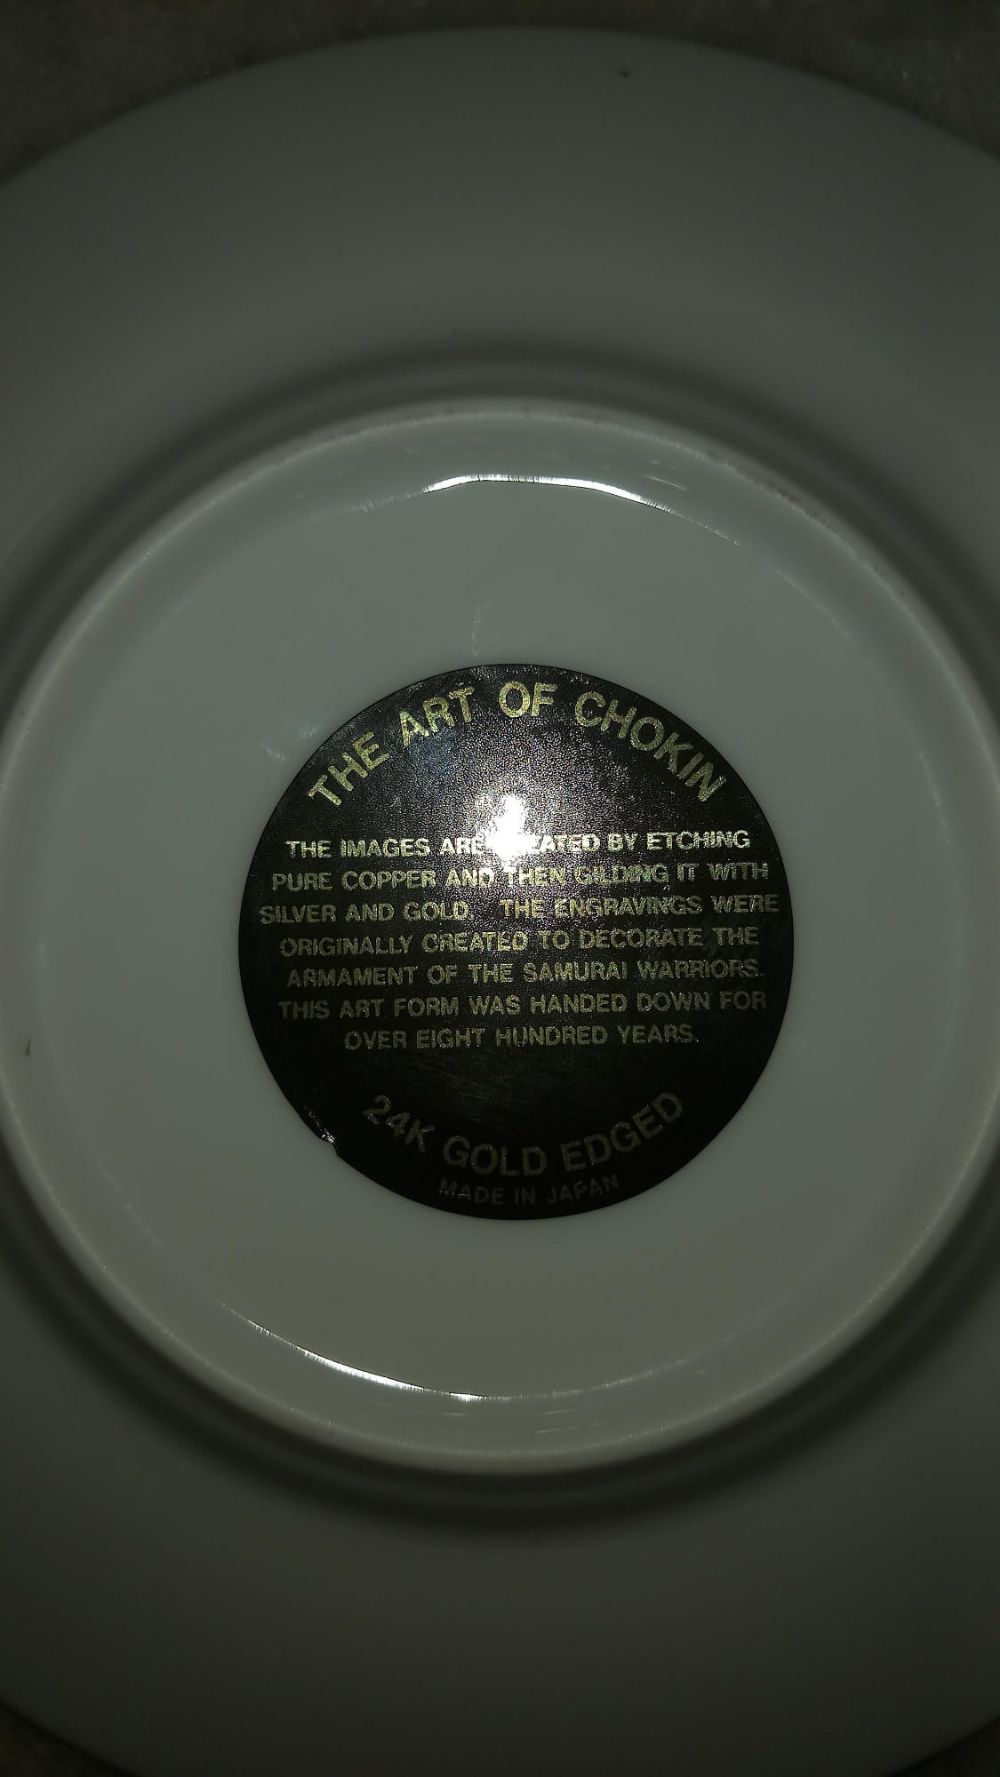 THE ART OF CHOKIN
THE IMAGES ARE CREATED BY ETCHING
PURE COPPER AND THEN GILDING IT WITH
SILVER AND GOLD. THE ENGRAVINGS WERE
ORIGINALLY CREATED TO DECORATE THE
ARMAMENT OF THE SAMURAI WARRIORS.
THIS ART FORM WAS HANDED DOWN FOR
OVER EIGHT HUNDRED YEARS.
24K GOLD EDGED
MADE IN JAPAN